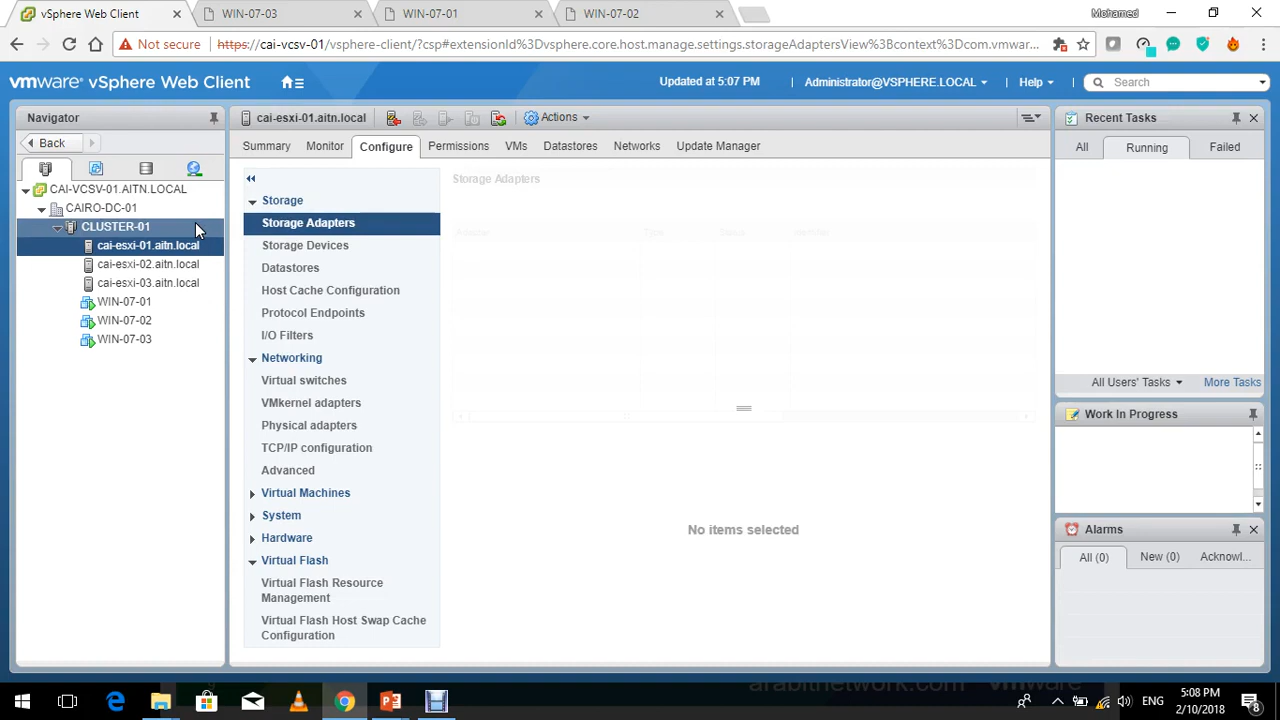 vSphere Web Client
WIN-07-03
WIN-07-01
WIN-07-02
Mohamed
Not secure
https://cai-vcsv-01/vsphere-client/?csp#extensionId%3Dvsphere.core.host.manage.settings.storageAdaptersView%3Bcontext%3Dcom.vmwar...
vmware® vSphere Web Client
Updated at 5:07 PM
Administrator@VSPHERE.LOCAL
Help
Search
Navigator
Back
CAI-VCSV-01.AITN.LOCAL
CAIRO-DC-01
CLUSTER-01
cai-esxi-01.aitn.local
cai-esxi-02.aitn.local
cai-esxi-03.aitn.local
WIN-07-01
WIN-07-02
WIN-07-03
cai-esxi-01.aitn.local
Actions
Summary
Monitor
Configure
Permissions
VMs
Datastores
Networks
Update Manager
Storage
Storage Adapters
Storage Devices
Datastores
Host Cache Configuration
Protocol Endpoints
I/O Filters
Networking
Virtual switches
VMkernel adapters
Physical adapters
TCP/IP configuration
Advanced
Virtual Machines
System
Hardware
Virtual Flash
Virtual Flash Resource
Management
Virtual Flash Host Swap Cache
Configuration
Storage Adapters
Adapter
Type
Status
Identifier
No items selected
Recent Tasks
All
Running
Failed
All Users' Tasks
More Tasks
Work In Progress
Alarms
All (0)
New (0)
Acknowl...
arabitnetwork.com
vmware
ENG
5:08 PM
2/10/2018
8